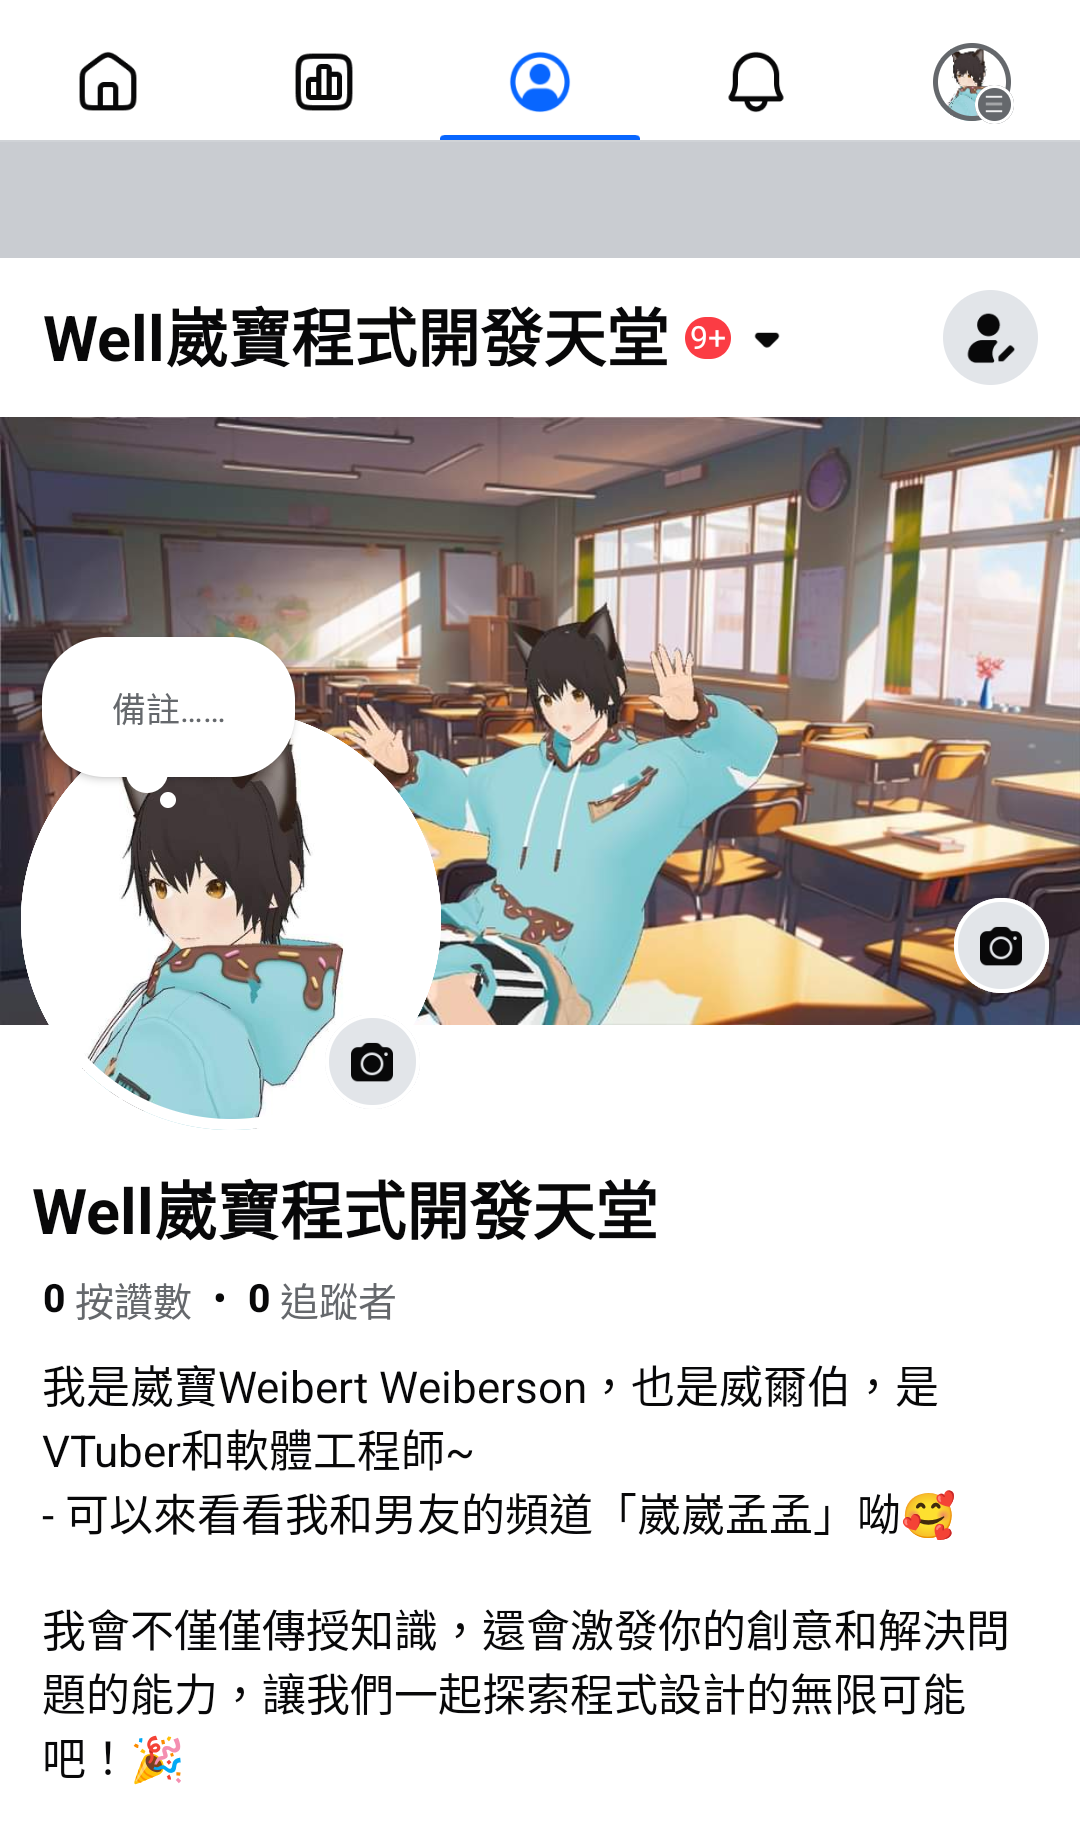 Well崴寶程式開發天堂 9+
備註......
Well崴寶程式開發天堂
0 按讚數 · 0 追蹤者
我是崴寶Weibert Weiberson，也是威爾伯，是
VTuber和軟體工程師~
- 可以來看看我和男友的頻道「崴崴孟孟」呦🥰
我會不僅僅傳授知識，還會激發你的創意和解決問
題的能力，讓我們一起探索程式設計的無限可能
吧！🎉